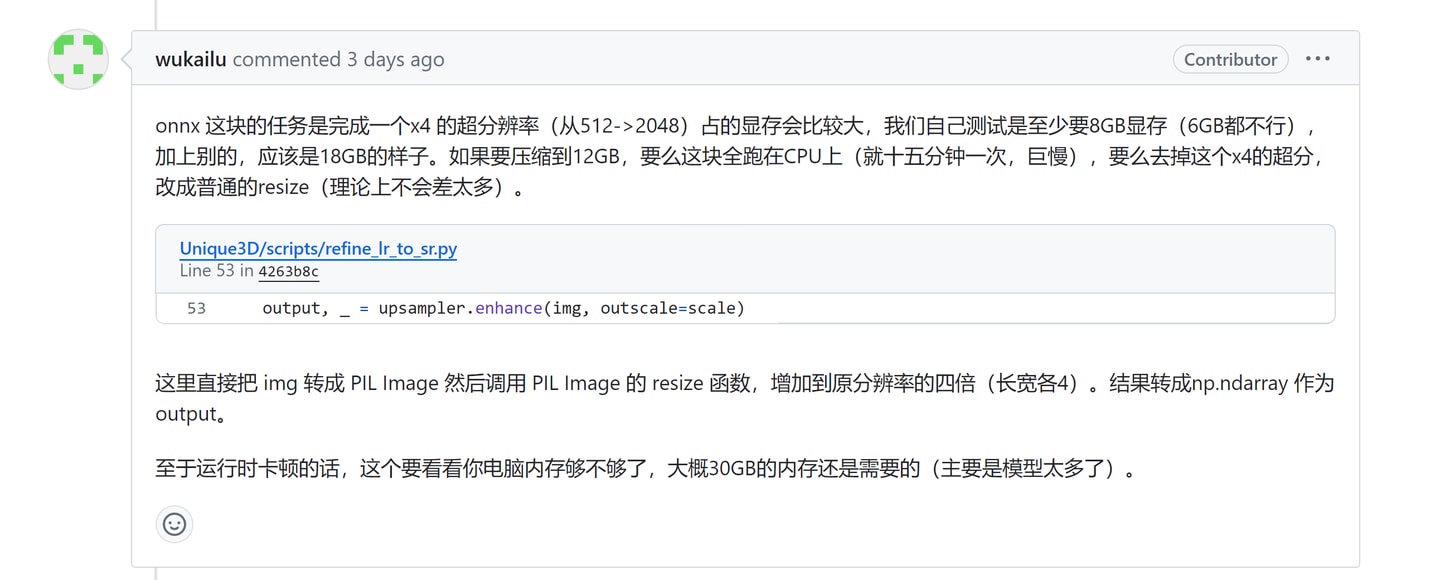 wukailu commented 3 days ago
Contributor
onnx 这块的任务是完成一个x4 的超分辨率（从512->2048）占的显存会比较大，我们自己测试是至少要8GB显存（6GB都不行），
加上别的，应该是18GB的样子。如果要压缩到12GB，要么这块全跑在CPU上（就十五分钟一次，巨慢），要么去掉这个x4的超分，
改成普通的resize（理论上不会差太多）。
Unique3D/scripts/refine_lr_to_sr.py
Line 53 in 4263b8c
53 output, _ = upsampler.enhance(img, outscale=scale)
这里直接把 img 转成 PIL Image 然后调用 PIL Image 的 resize 函数，增加到原分辨率的四倍（长宽各4）。结果转成np.ndarray 作为
output。
至于运行时卡顿的话，这个要看看你电脑内存够不够了，大概30GB的内存还是需要的（主要是模型太多了）。